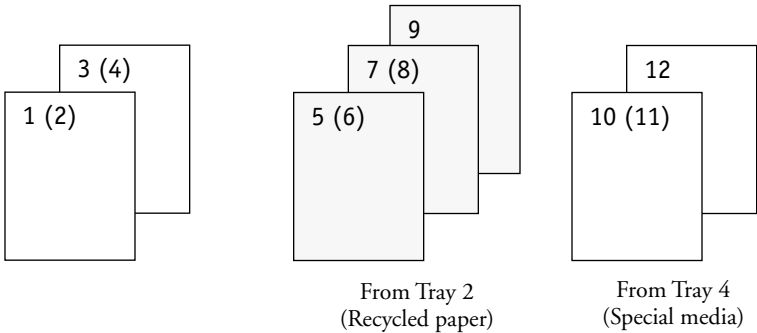 1 (2)
3 (4)
5 (6)
7 (8)
9
From Tray 2
(Recycled paper)
10 (11)
12
From Tray 4
(Special media)